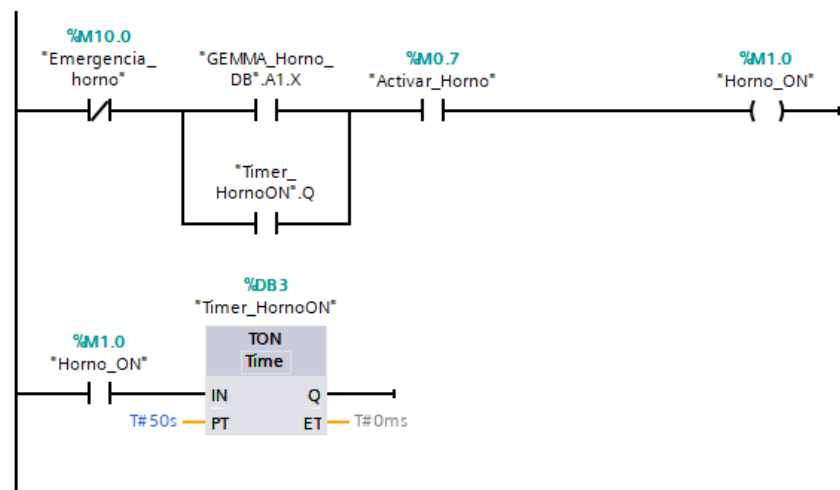 %M10.0
"Emergencia_
horno"
"GEMMA_Horno_
DB".A1.X
%M0.7
"Activar_Horno"
%M1.0
"Horno_ON"
"Timer_
HornoON".Q
%DB3
"Timer_HornoON"
TON
Time
%M1.0
"Horno_ON"
IN
Q
T#50s
PT
ET
T#0ms